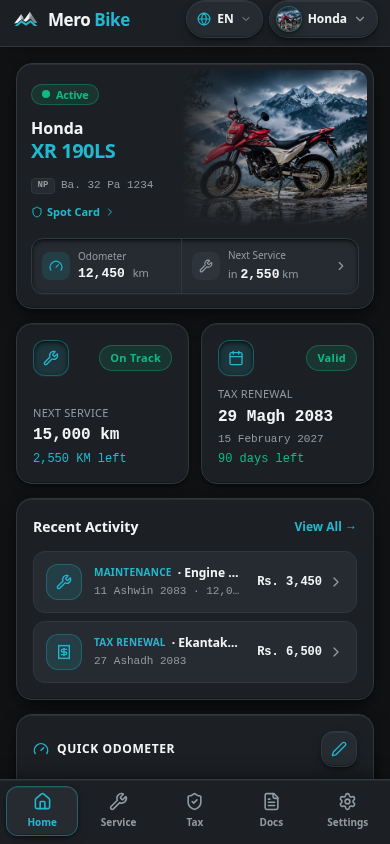 Mero Bike
EN
Honda
Active
Honda
XR 190LS
NP Ba. 32 Pa 1234
Spot Card
Odometer
12,450 km
Next Service
in 2,550 km
On Track
NEXT SERVICE
15,000 km
2,550 KM left
Valid
TAX RENEWAL
29 Magh 2083
15 February 2027
90 days left
Recent Activity
View All →
MAINTENANCE · Engine ...
11 Ashwin 2083 · 12,0…
Rs. 3,450
TAX RENEWAL · Ekantak...
27 Ashadh 2083
Rs. 6,500
QUICK ODOMETER
Home
Service
Tax
Docs
Settings